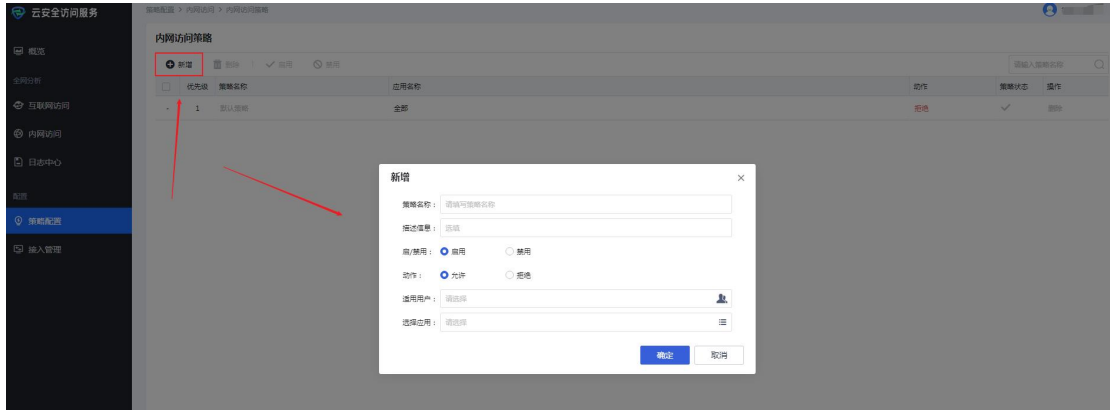 云安全访问服务
策略配置 > 内网访问 > 内网访问策略
内网访问策略
概览
新增 删除 启用 禁用
请输入策略名称
全网分析
优先级 策略名称 应用名称 动作 策略状态 操作
互联网访问
- 1 默认策略 全部 拒绝 删除
内网访问
日志中心
配置
策略配置
接入管理
新增
策略名称： 请填写策略名称
描述信息： 选填
启/禁用： 启用 禁用
动作： 允许 拒绝
适用用户： 请选择
选择应用： 请选择
确定 取消